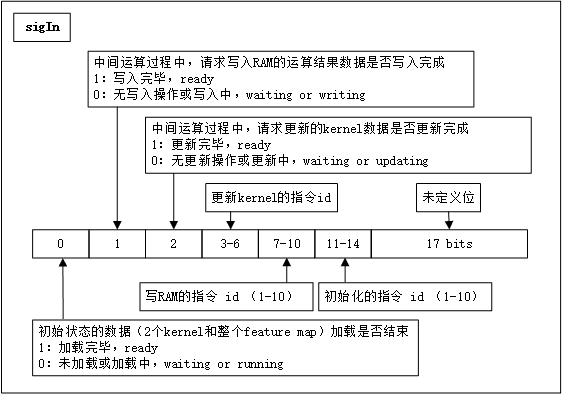 sigIn
中间运算过程中，请求写入RAM的运算结果数据是否写入完成
1：写入完毕，ready
0：无写入操作或写入中，waiting or writing
中间运算过程中，请求更新的kernel数据是否更新完成
1：更新完毕，ready
0：无更新操作或更新中，waiting or updating
更新kernel的指令id
未定义位
0 1 2 3-6 7-10 11-14 17 bits
写RAM的指令 id （1-10）
初始化的指令 id （1-10）
初始状态的数据（2个kernel和整个feature map）加载是否结束
1：加载完毕，ready
0：未加载或加载中，waiting or running